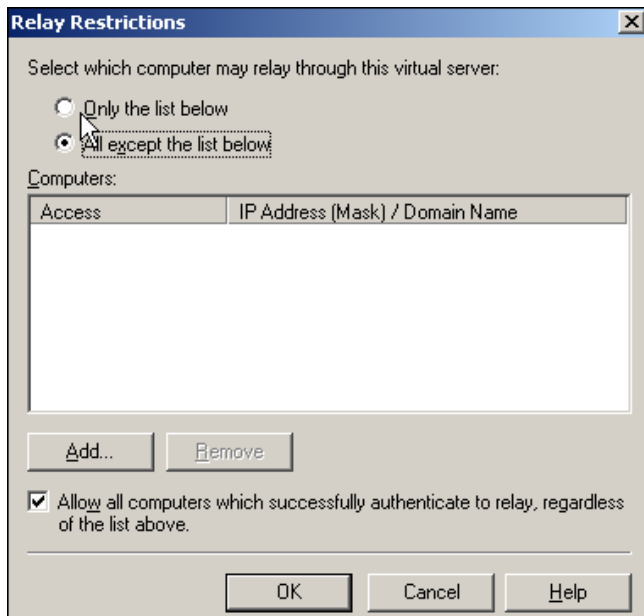 Relay Restrictions
Select which computer may relay through this virtual server:
Only the list below
All except the list below
Computers:
Access IP Address (Mask) / Domain Name
Add... Remove
Allow all computers which successfully authenticate to relay, regardless
of the list above.
OK Cancel Help